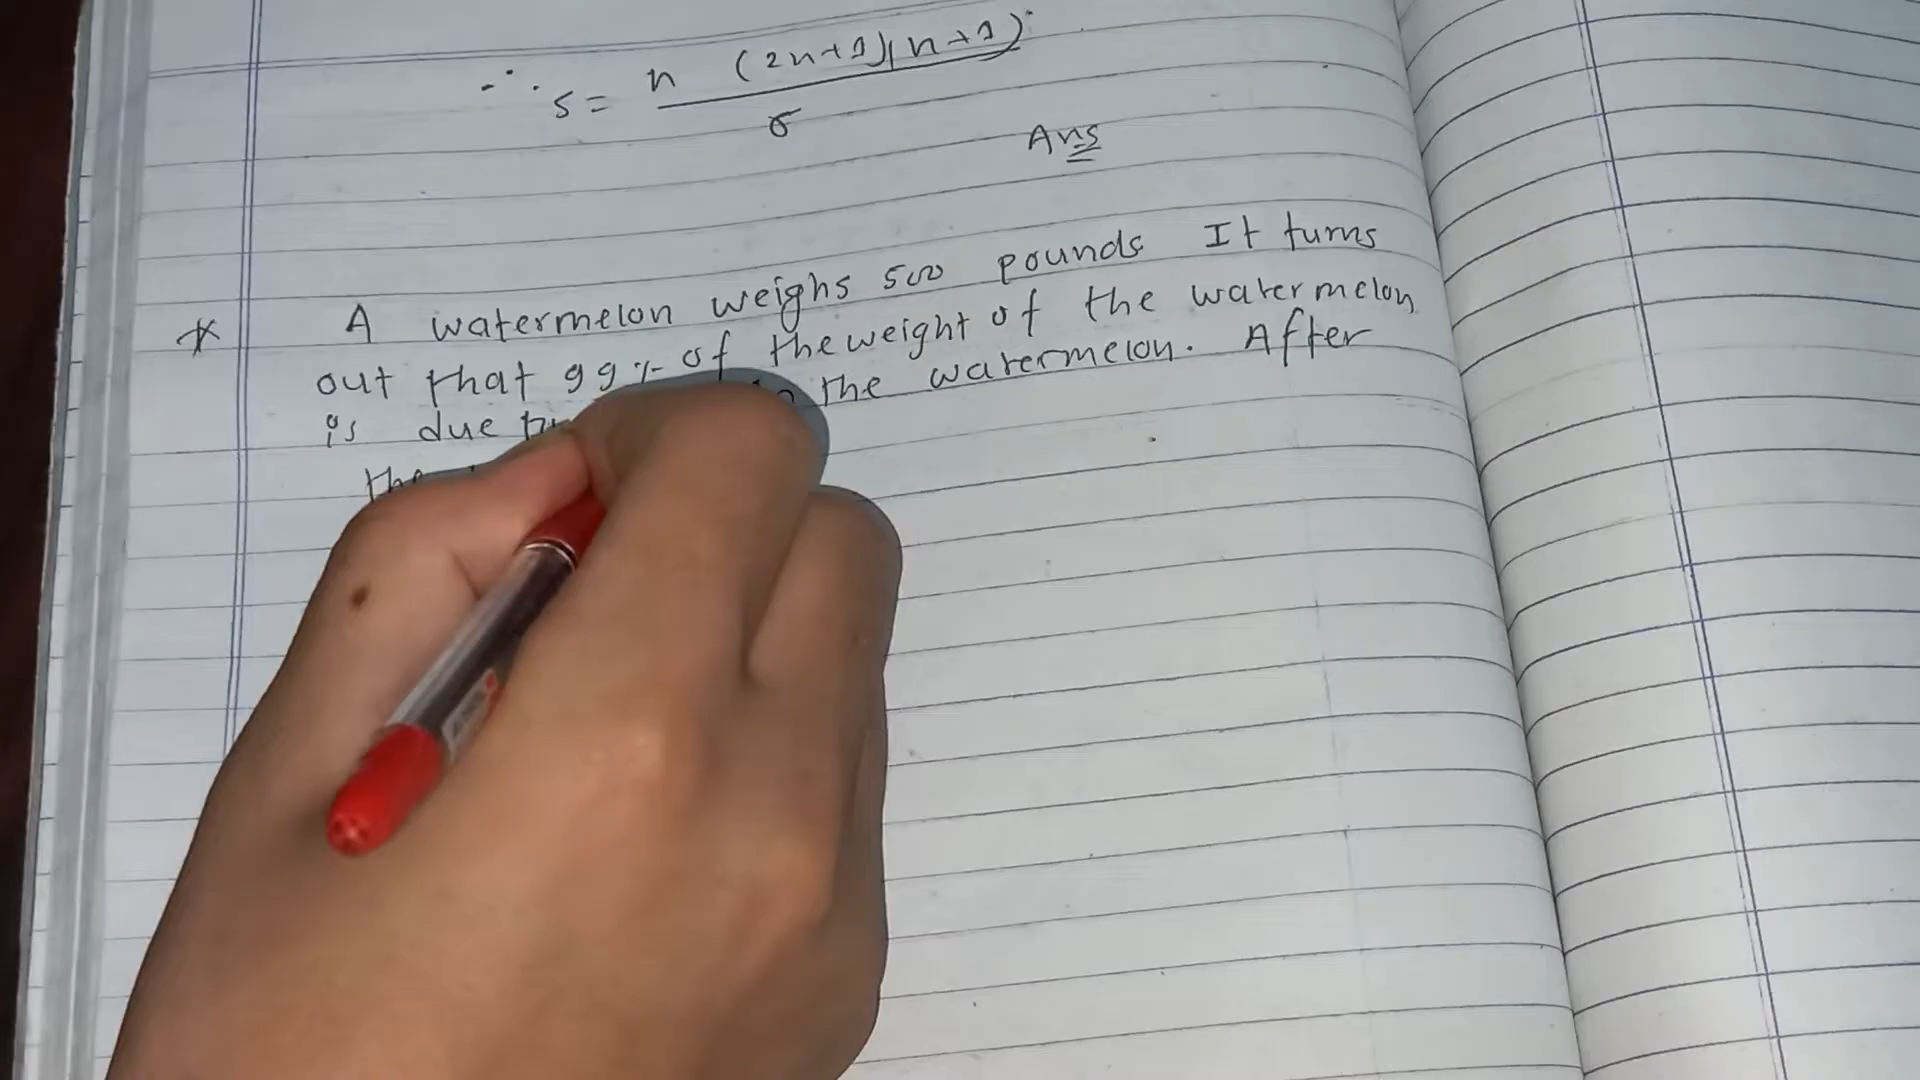 ∴ s = n (2n+1)(n+1) / 6
Ans
* A watermelon weighs 500 pounds It turns
out that 99% of the weight of the watermelon
is due the watermelon. After
the